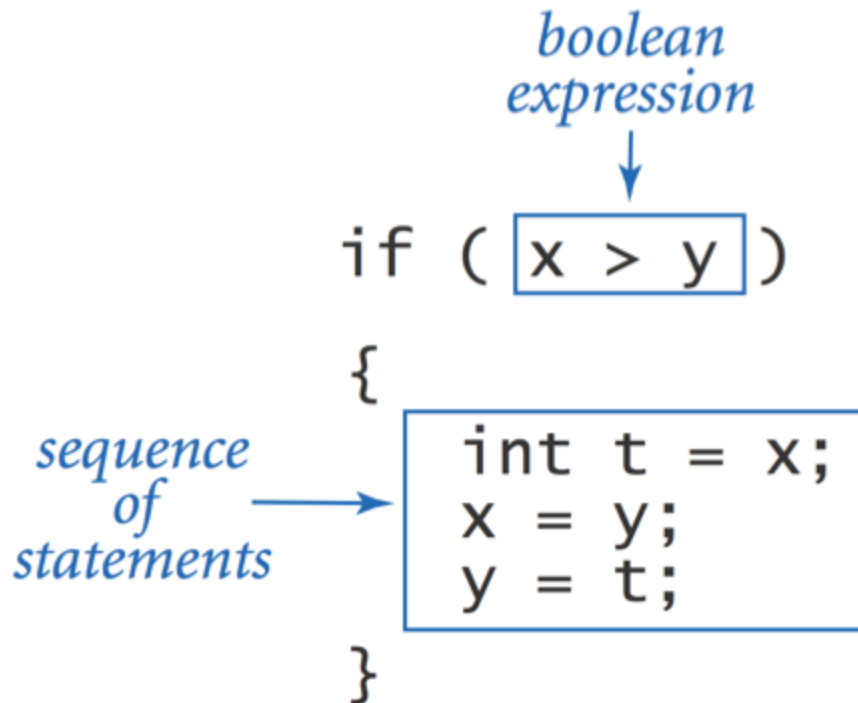 boolean
expression
if ( x > y )
{
sequence
of
statements
int t = x;
x = y;
y = t;
}